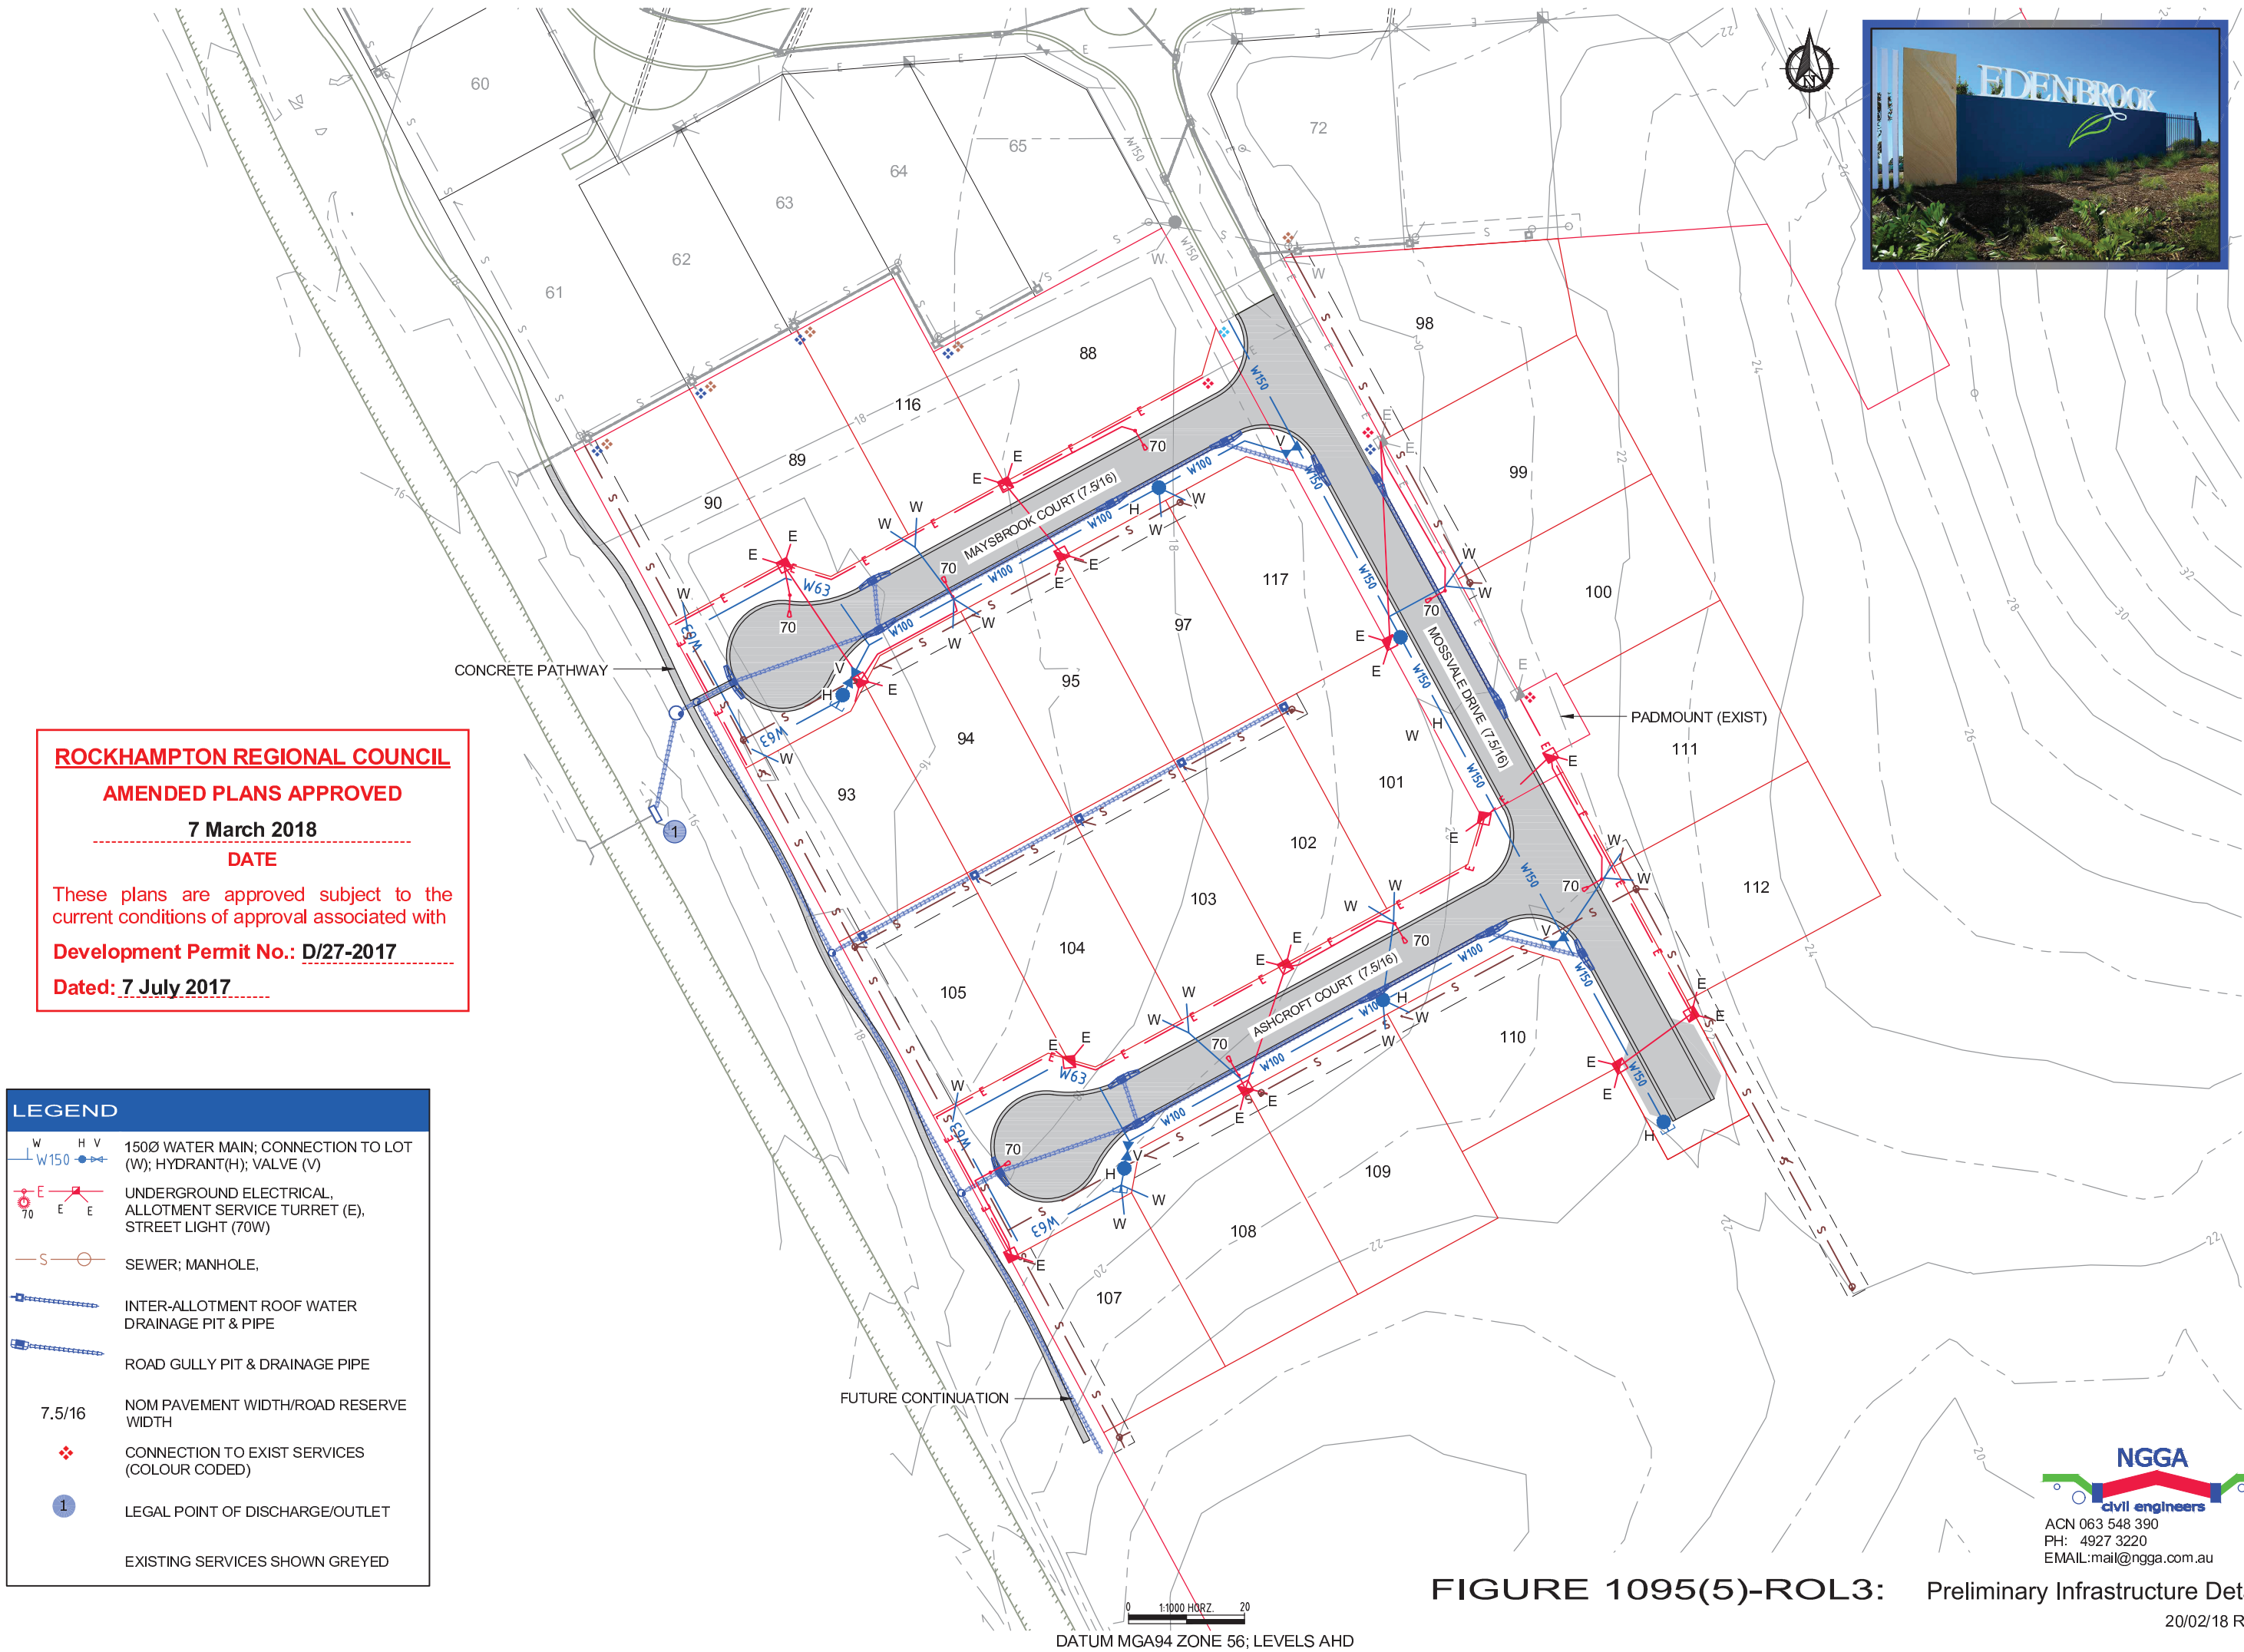 EDENBROOK
N
60
61
62
63
64
65
72
88
116
89
90
98
99
100
117
97
95
94
93
101
102
103
104
105
111
112
110
109
108
107
MAYSBROOK COURT (7.5/16)
MOSSVALE DRIVE (7.5/16)
ASHCROFT COURT (7.5/16)
CONCRETE PATHWAY
PADMOUNT (EXIST)
FUTURE CONTINUATION
W150
W100
W63
70
ROCKHAMPTON REGIONAL COUNCIL
AMENDED PLANS APPROVED
7 March 2018
DATE
These plans are approved subject to the
current conditions of approval associated with
Development Permit No.: D/27-2017
Dated: 7 July 2017
LEGEND
W H V
W150
150Ø WATER MAIN; CONNECTION TO LOT
(W); HYDRANT(H); VALVE (V)
E
70 E E
UNDERGROUND ELECTRICAL,
ALLOTMENT SERVICE TURRET (E),
STREET LIGHT (70W)
S
SEWER; MANHOLE,
INTER-ALLOTMENT ROOF WATER
DRAINAGE PIT & PIPE
ROAD GULLY PIT & DRAINAGE PIPE
7.5/16
NOM PAVEMENT WIDTH/ROAD RESERVE
WIDTH
CONNECTION TO EXIST SERVICES
(COLOUR CODED)
1
LEGAL POINT OF DISCHARGE/OUTLET
EXISTING SERVICES SHOWN GREYED
NGGA
civil engineers
ACN 063 548 390
PH: 4927 3220
EMAIL:mail@ngga.com.au
FIGURE 1095(5)-ROL3: Preliminary Infrastructure Det
20/02/18 R
0 1:1000 HORZ. 20
DATUM MGA94 ZONE 56; LEVELS AHD